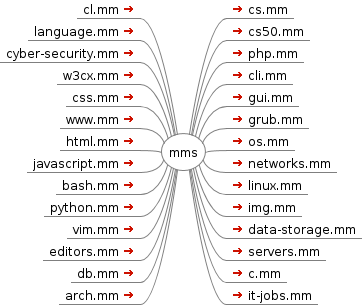 cl.mm
language.mm
cyber-security.mm
w3cx.mm
css.mm
www.mm
html.mm
javascript.mm
bash.mm
python.mm
vim.mm
editors.mm
db.mm
arch.mm
mms
cs.mm
cs50.mm
php.mm
cli.mm
gui.mm
grub.mm
os.mm
networks.mm
linux.mm
img.mm
data-storage.mm
servers.mm
c.mm
it-jobs.mm